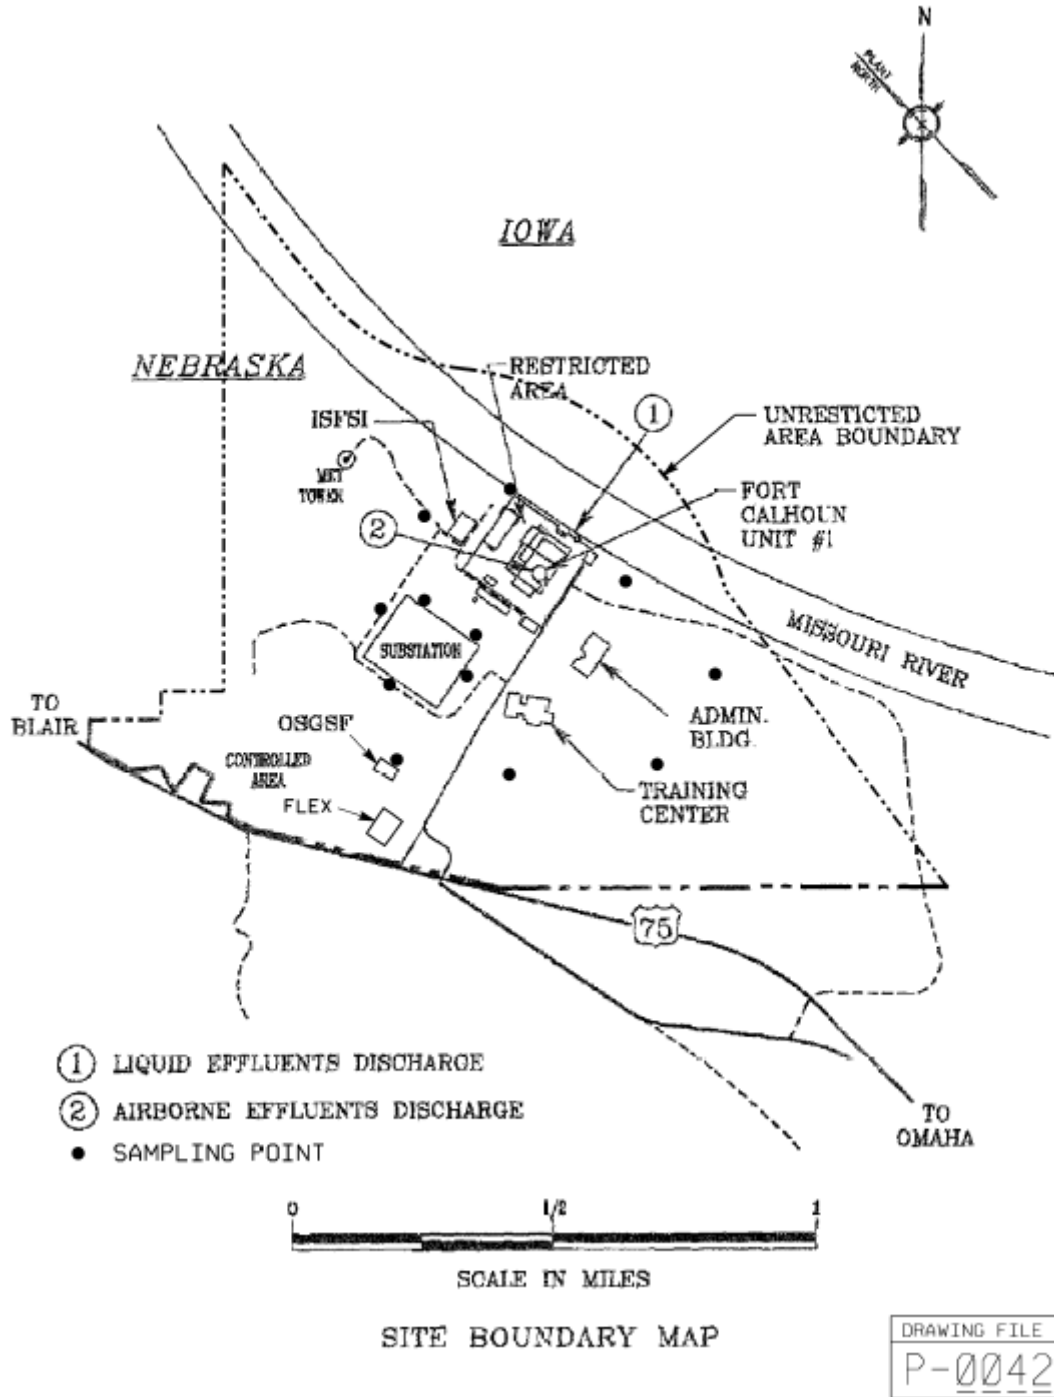 N
PLANT
NORTH
IOWA
NEBRASKA
RESTRICTED
AREA
ISFSI
1
UNRESTICTED
AREA BOUNDARY
MET
TOWER
2
FORT
CALHOUN
UNIT #1
MISSOURI RIVER
SUBSTATION
TO
BLAIR
OSGSF
ADMIN.
BLDG.
CONTROLLED
AREA
FLEX
TRAINING
CENTER
75
1 LIQUID EFFLUENTS DISCHARGE
2 AIRBORNE EFFLUENTS DISCHARGE
SAMPLING POINT
TO
OMAHA
0 1/2 1
SCALE IN MILES
SITE BOUNDARY MAP
DRAWING FILE
P-0042